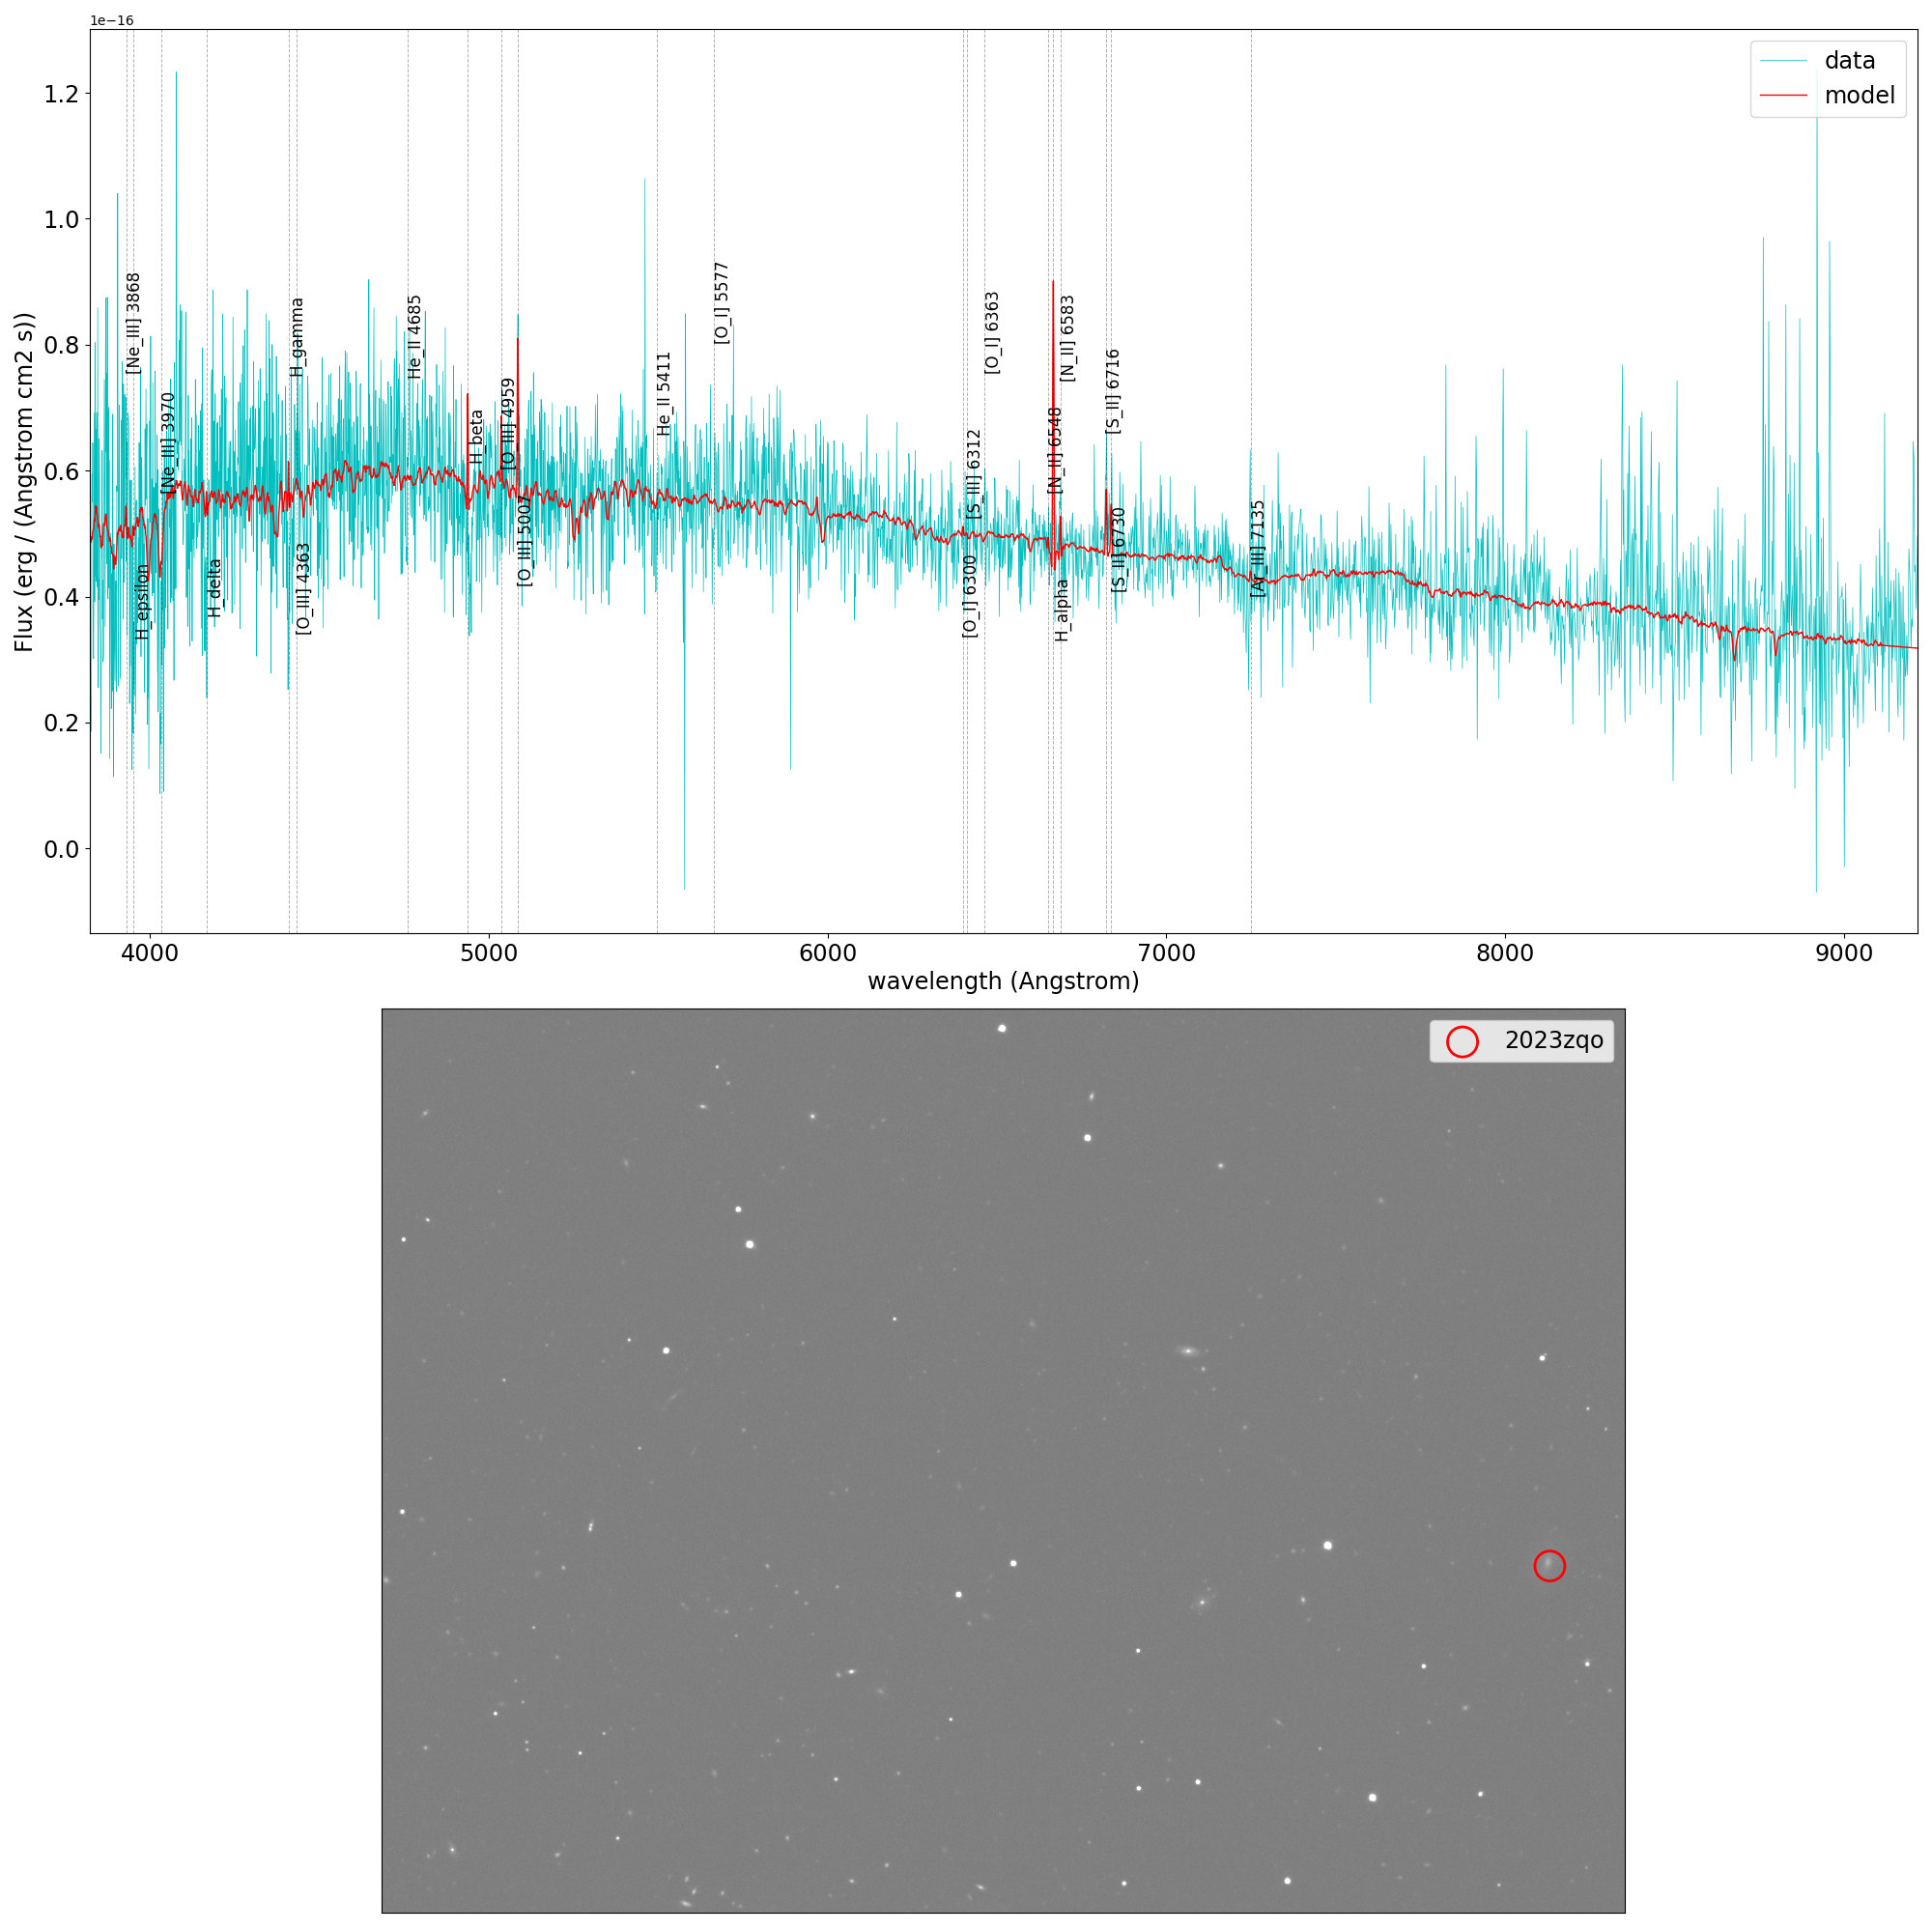 1e−16
data
model
1.2
1.0
0.8
0.6
0.4
0.2
0.0
Flux (erg / (Angstrom cm2 s))
[Ne_III] 3868
H_epsilon
[Ne_III] 3970
H_delta
H_gamma
[O_III] 4363
He_II 4685
H_beta
[O_III] 4959
[O_III] 5007
He_II 5411
[O_I] 5577
[O_I] 6300
[S_III] 6312
[O_I] 6363
[N_II] 6548
H_alpha
[N_II] 6583
[S_II] 6716
[S_II] 6730
[Ar_III] 7135
4000 5000 6000 7000 8000 9000
wavelength (Angstrom)
2023zqo